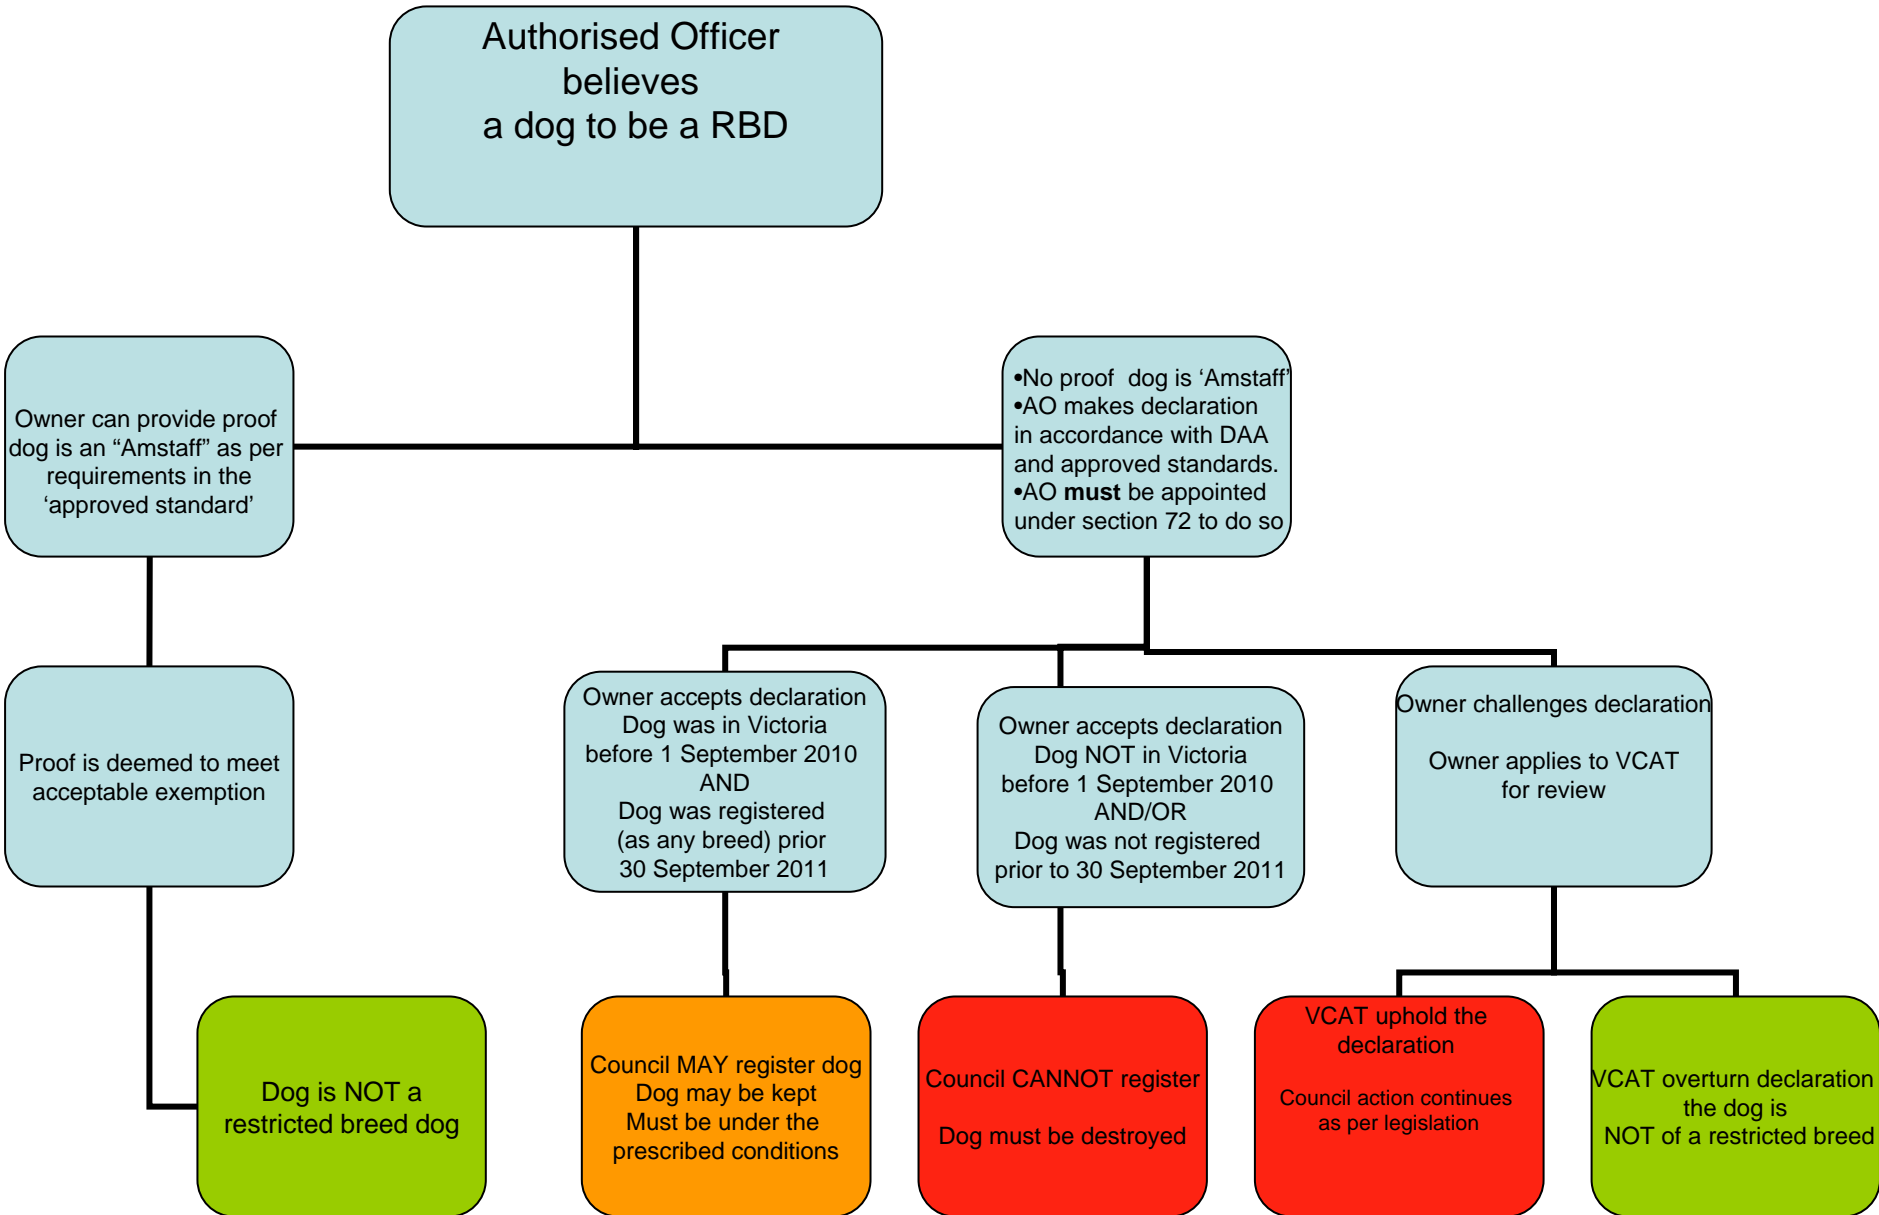 Authorised Officer
believes
a dog to be a RBD
Owner can provide proof
dog is an “Amstaff” as per
requirements in the
‘approved standard’
•No proof  dog is ‘Amstaff’
•AO makes declaration
in accordance with DAA
and approved standards.
•AO must be appointed
under section 72 to do so
Proof is deemed to meet
acceptable exemption
Owner accepts declaration
Dog was in Victoria
before 1 September 2010
AND
Dog was registered
(as any breed) prior
30 September 2011
Owner accepts declaration
Dog NOT in Victoria
before 1 September 2010
AND/OR
Dog was not registered
prior to 30 September 2011
Owner challenges declaration
Owner applies to VCAT
for review
Dog is NOT a
restricted breed dog
Council MAY register dog
Dog may be kept
Must be under the
prescribed conditions
Council CANNOT register
Dog must be destroyed
VCAT uphold the
declaration
Council action continues
as per legislation
VCAT overturn declaration
the dog is
NOT of a restricted breed